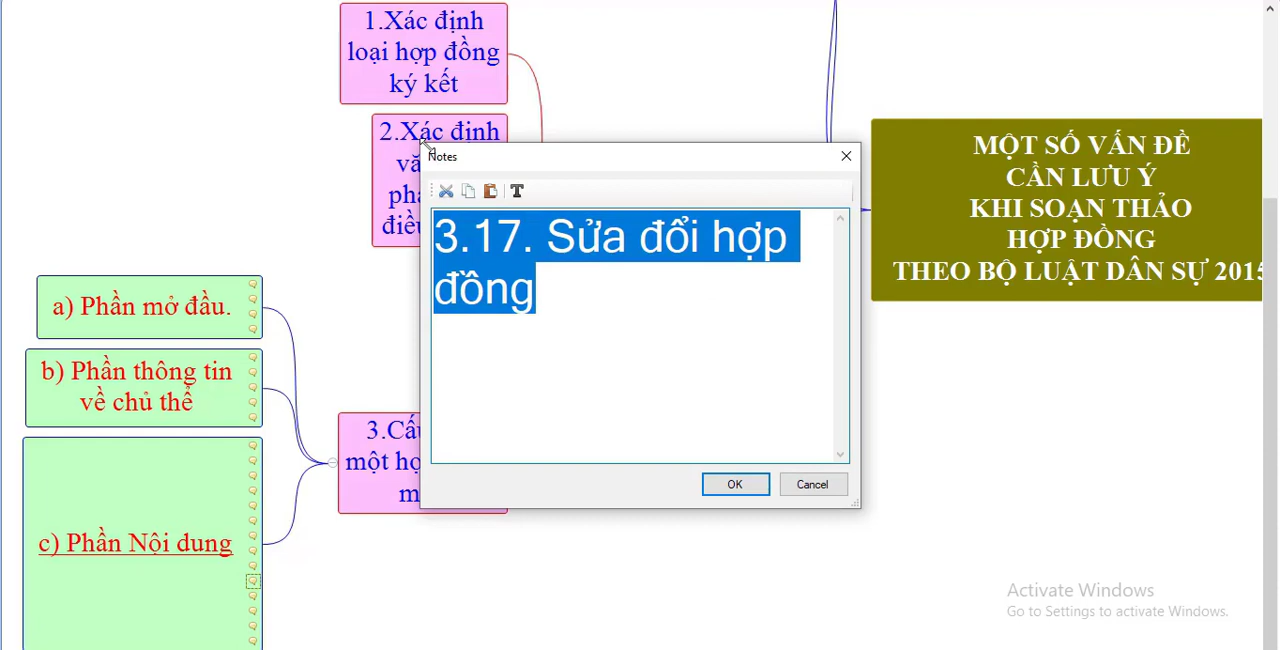 1.Xác định
loại hợp đồng
ký kết
2.Xác định
Notes
3.17. Sửa đổi hợp
đồng
OK
Cancel
MỘT SỐ VẤN ĐỀ
CẦN LƯU Ý
KHI SOẠN THẢO
HỢP ĐỒNG
THEO BỘ LUẬT DÂN SỰ 2015
a) Phần mở đầu.
b) Phần thông tin
về chủ thể
c) Phần Nội dung
một
Activate Windows
Go to Settings to activate Windows.